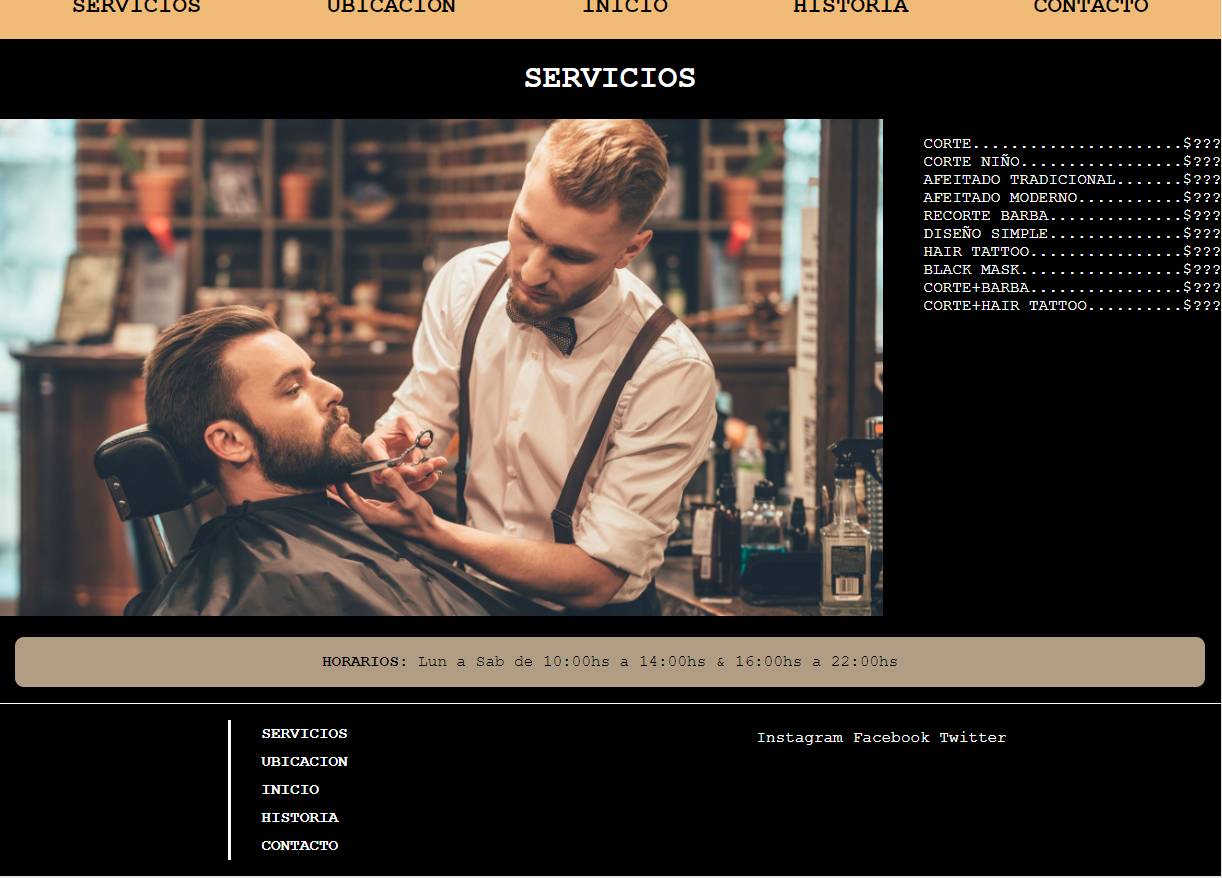 SERVICIOS UBICACION INICIO HISTORIA CONTACTO
SERVICIOS
CORTE......................$???
CORTE NIÑO.................$???
AFEITADO TRADICIONAL.......$???
AFEITADO MODERNO...........$???
RECORTE BARBA..............$???
DISEÑO SIMPLE..............$???
HAIR TATTOO................$???
BLACK MASK.................$???
CORTE+BARBA................$???
CORTE+HAIR TATTOO..........$???
HORARIOS: Lun a Sab de 10:00hs a 14:00hs & 16:00hs a 22:00hs
SERVICIOS
UBICACION
INICIO
HISTORIA
CONTACTO
Instagram Facebook Twitter